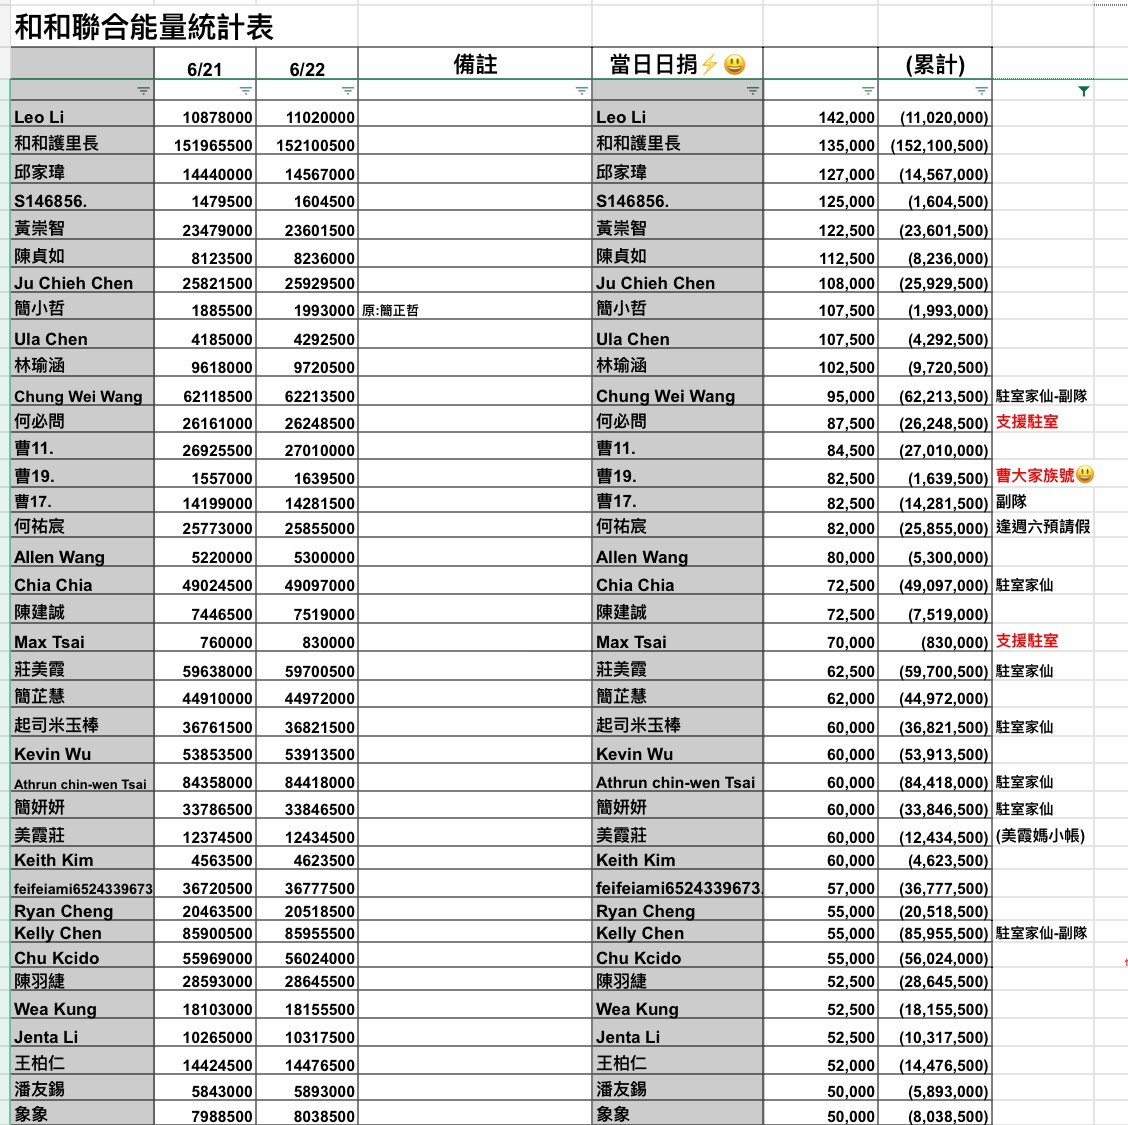 和和聯合能量統計表
6/21 6/22 備註 當日日捐⚡😃 (累計)
Leo Li 10878000 11020000 Leo Li 142,000 (11,020,000)
和和護里長 151965500 152100500 和和護里長 135,000 (152,100,500)
邱家瑋 14440000 14567000 邱家瑋 127,000 (14,567,000)
S146856. 1479500 1604500 S146856. 125,000 (1,604,500)
黃崇智 23479000 23601500 黃崇智 122,500 (23,601,500)
陳貞如 8123500 8236000 陳貞如 112,500 (8,236,000)
Ju Chieh Chen 25821500 25929500 Ju Chieh Chen 108,000 (25,929,500)
簡小哲 1885500 1993000 原:簡正哲 簡小哲 107,500 (1,993,000)
Ula Chen 4185000 4292500 Ula Chen 107,500 (4,292,500)
林瑜涵 9618000 9720500 林瑜涵 102,500 (9,720,500)
Chung Wei Wang 62118500 62213500 Chung Wei Wang 95,000 (62,213,500) 駐室家仙-副隊
何必問 26161000 26248500 何必問 87,500 (26,248,500) 支援駐室
曹11. 26925500 27010000 曹11. 84,500 (27,010,000)
曹19. 1557000 1639500 曹19. 82,500 (1,639,500) 曹大家族號😃
曹17. 14199000 14281500 曹17. 82,500 (14,281,500) 副隊
何祐宸 25773000 25855000 何祐宸 82,000 (25,855,000) 逢週六預請假
Allen Wang 5220000 5300000 Allen Wang 80,000 (5,300,000)
Chia Chia 49024500 49097000 Chia Chia 72,500 (49,097,000) 駐室家仙
陳建誠 7446500 7519000 陳建誠 72,500 (7,519,000)
Max Tsai 760000 830000 Max Tsai 70,000 (830,000) 支援駐室
莊美霞 59638000 59700500 莊美霞 62,500 (59,700,500) 駐室家仙
簡芷慧 44910000 44972000 簡芷慧 62,000 (44,972,000)
起司米玉棒 36761500 36821500 起司米玉棒 60,000 (36,821,500) 駐室家仙
Kevin Wu 53853500 53913500 Kevin Wu 60,000 (53,913,500)
Athrun chin-wen Tsai 84358000 84418000 Athrun chin-wen Tsai 60,000 (84,418,000) 駐室家仙
簡妍妍 33786500 33846500 簡妍妍 60,000 (33,846,500) 駐室家仙
美霞莊 12374500 12434500 美霞莊 60,000 (12,434,500) (美霞媽小帳)
Keith Kim 4563500 4623500 Keith Kim 60,000 (4,623,500)
feifeiami6524339673 36720500 36777500 feifeiami6524339673. 57,000 (36,777,500)
Ryan Cheng 20463500 20518500 Ryan Cheng 55,000 (20,518,500)
Kelly Chen 85900500 85955500 Kelly Chen 55,000 (85,955,500) 駐室家仙-副隊
Chu Kcido 55969000 56024000 Chu Kcido 55,000 (56,024,000)
陳羽緁 28593000 28645500 陳羽緁 52,500 (28,645,500)
Wea Kung 18103000 18155500 Wea Kung 52,500 (18,155,500)
Jenta Li 10265000 10317500 Jenta Li 52,500 (10,317,500)
王柏仁 14424500 14476500 王柏仁 52,000 (14,476,500)
潘友錫 5843000 5893000 潘友錫 50,000 (5,893,000)
象象 7988500 8038500 象象 50,000 (8,038,500)